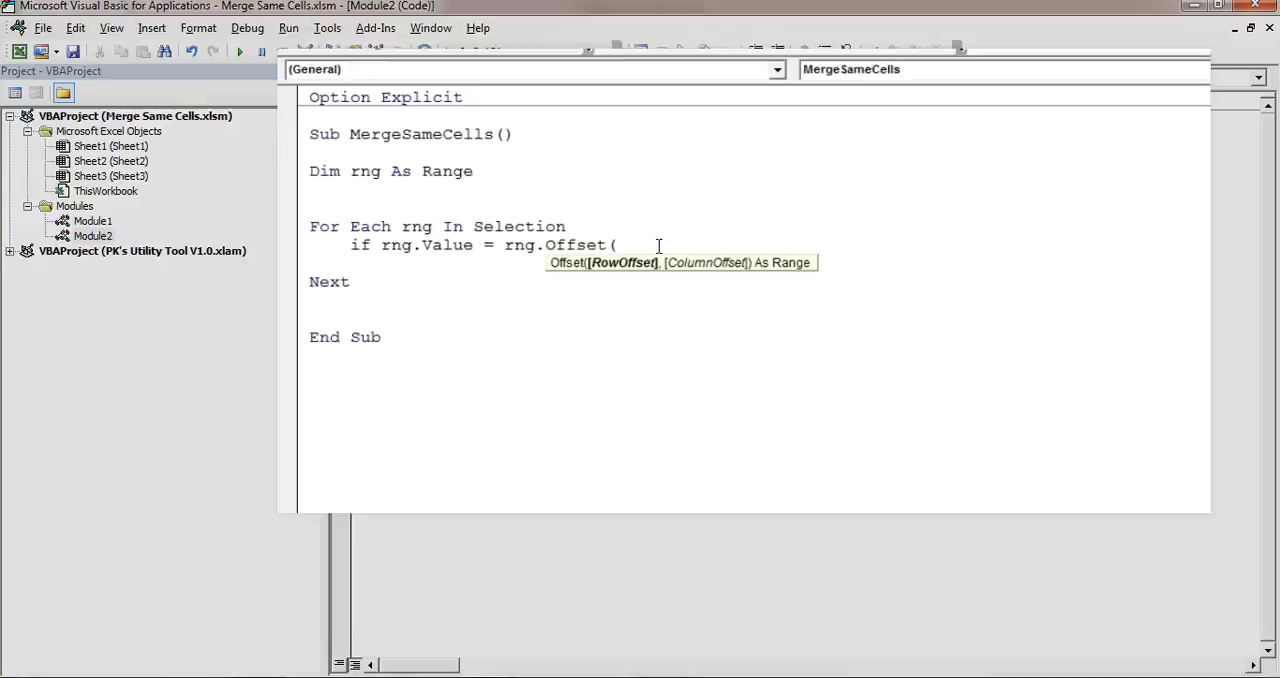 Microsoft Visual Basic for Applications - Merge Same Cells.xlsm - [Module2 (Code)]
File Edit View Insert Format Debug Run Tools Add-Ins Window Help
Project - VBAProject
(General) MergeSameCells
VBAProject (Merge Same Cells.xlsm)
Microsoft Excel Objects
Sheet1 (Sheet1)
Sheet2 (Sheet2)
Sheet3 (Sheet3)
ThisWorkbook
Modules
Module1
Module2
VBAProject (PK's Utility Tool V1.0.xlam)
Option Explicit
Sub MergeSameCells()
Dim rng As Range
For Each rng In Selection
if rng.Value = rng.Offset(
Offset([RowOffset], [ColumnOffset]) As Range
Next
End Sub